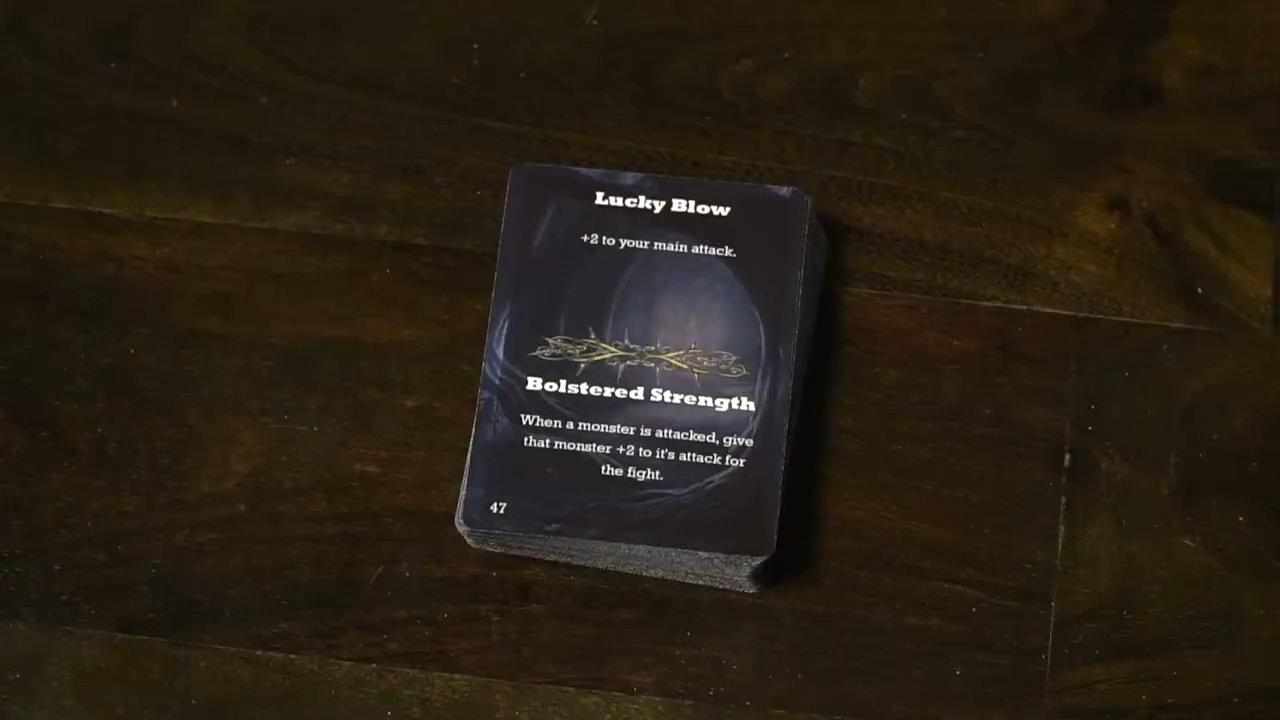 Lucky Blow
+2 to your main attack.
Bolstered Strength
When a monster is attacked, give
that monster +2 to it's attack for
the fight.
47